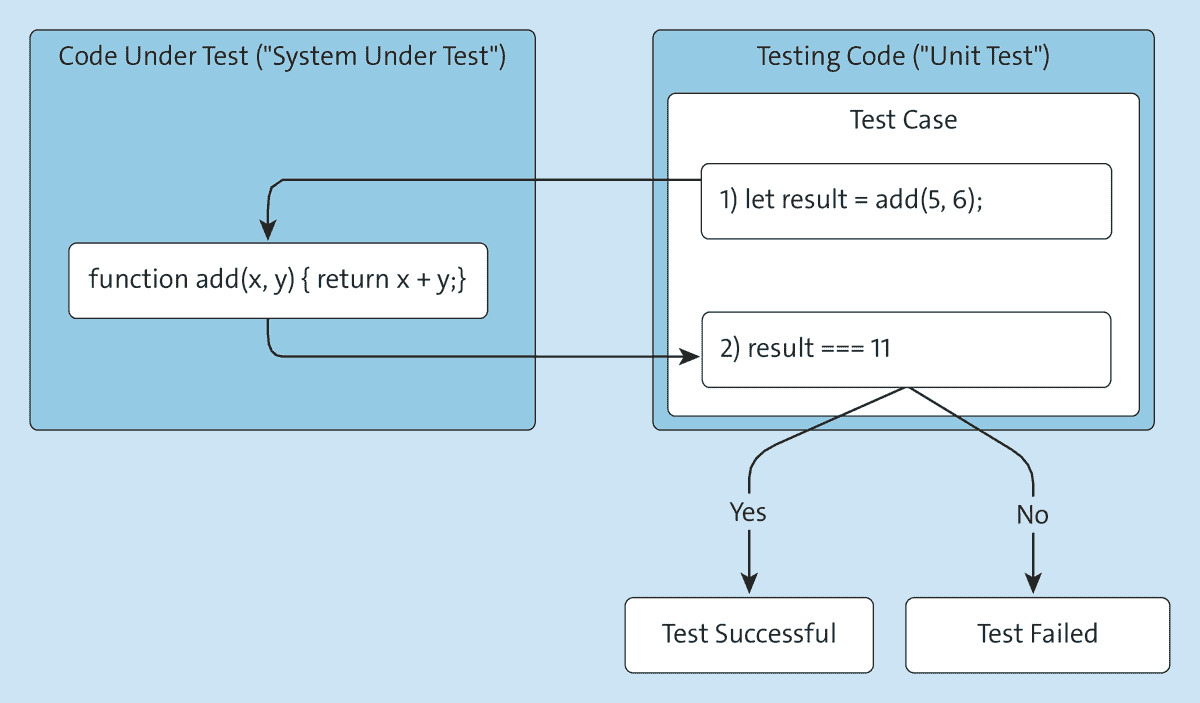 Code Under Test ("System Under Test")
Testing Code ("Unit Test")
Test Case
1) let result = add(5, 6);
function add(x, y) { return x + y;}
2) result === 11
Yes
No
Test Successful
Test Failed